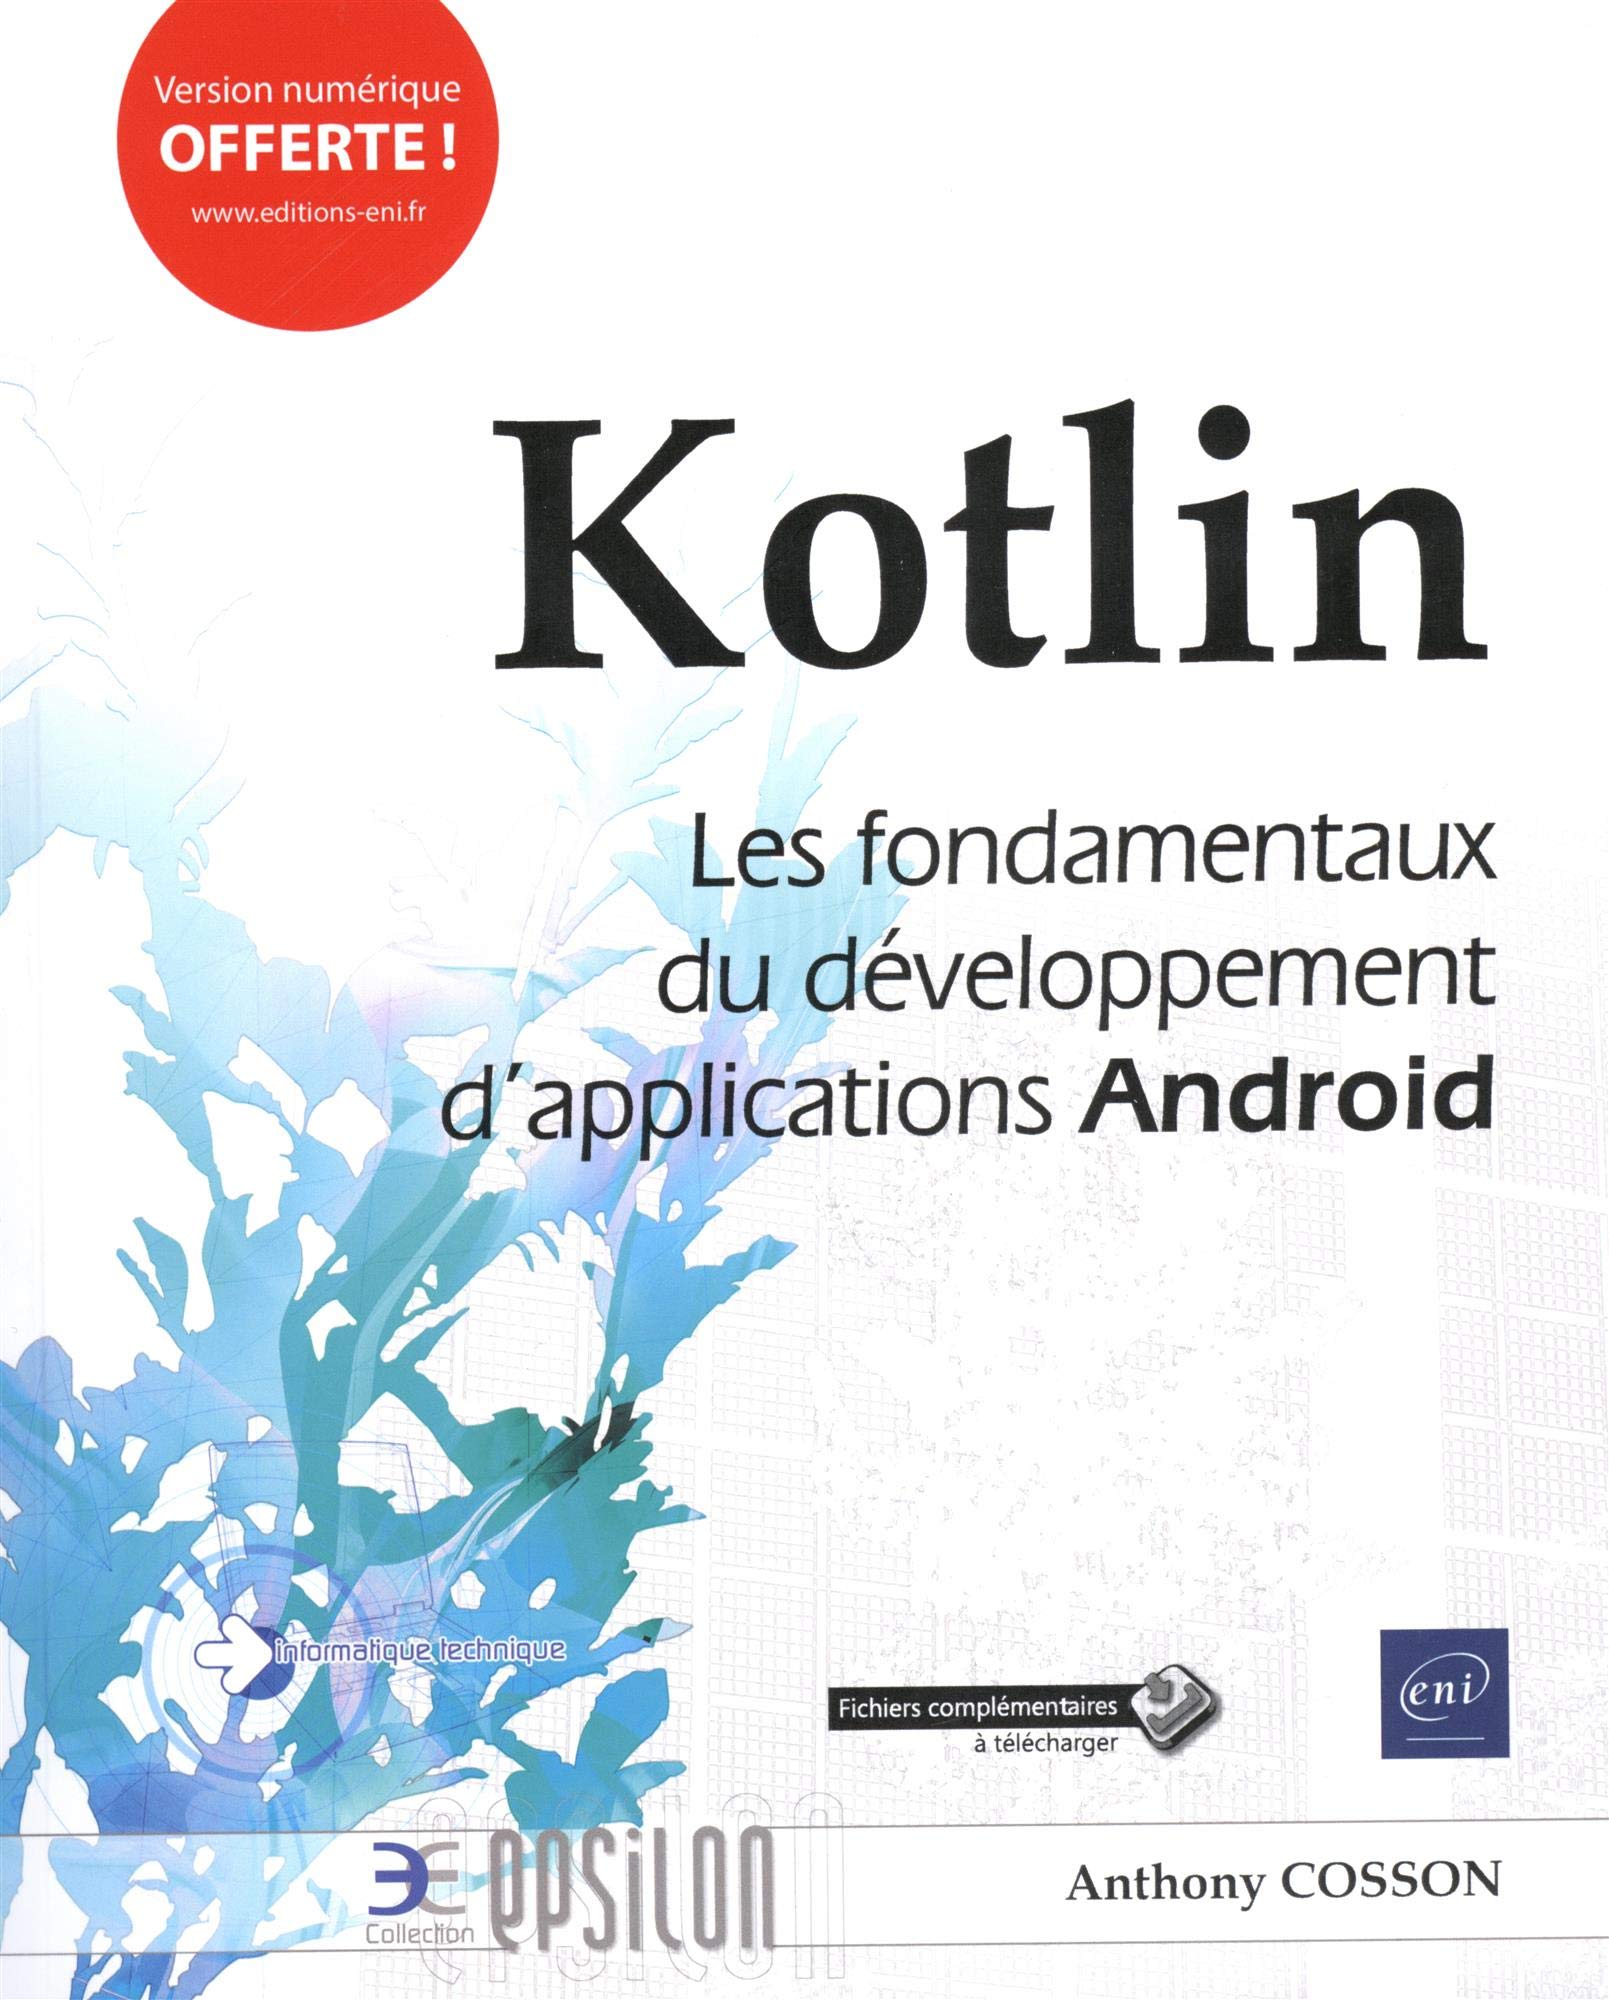 Version numérique
OFFERTE !
www.editions-eni.fr
Kotlin
Les fondamentaux
du développement
d'applications Android
informatique technique
Fichiers complémentaires
à télécharger
eni
Collection
epsilon
Anthony COSSON